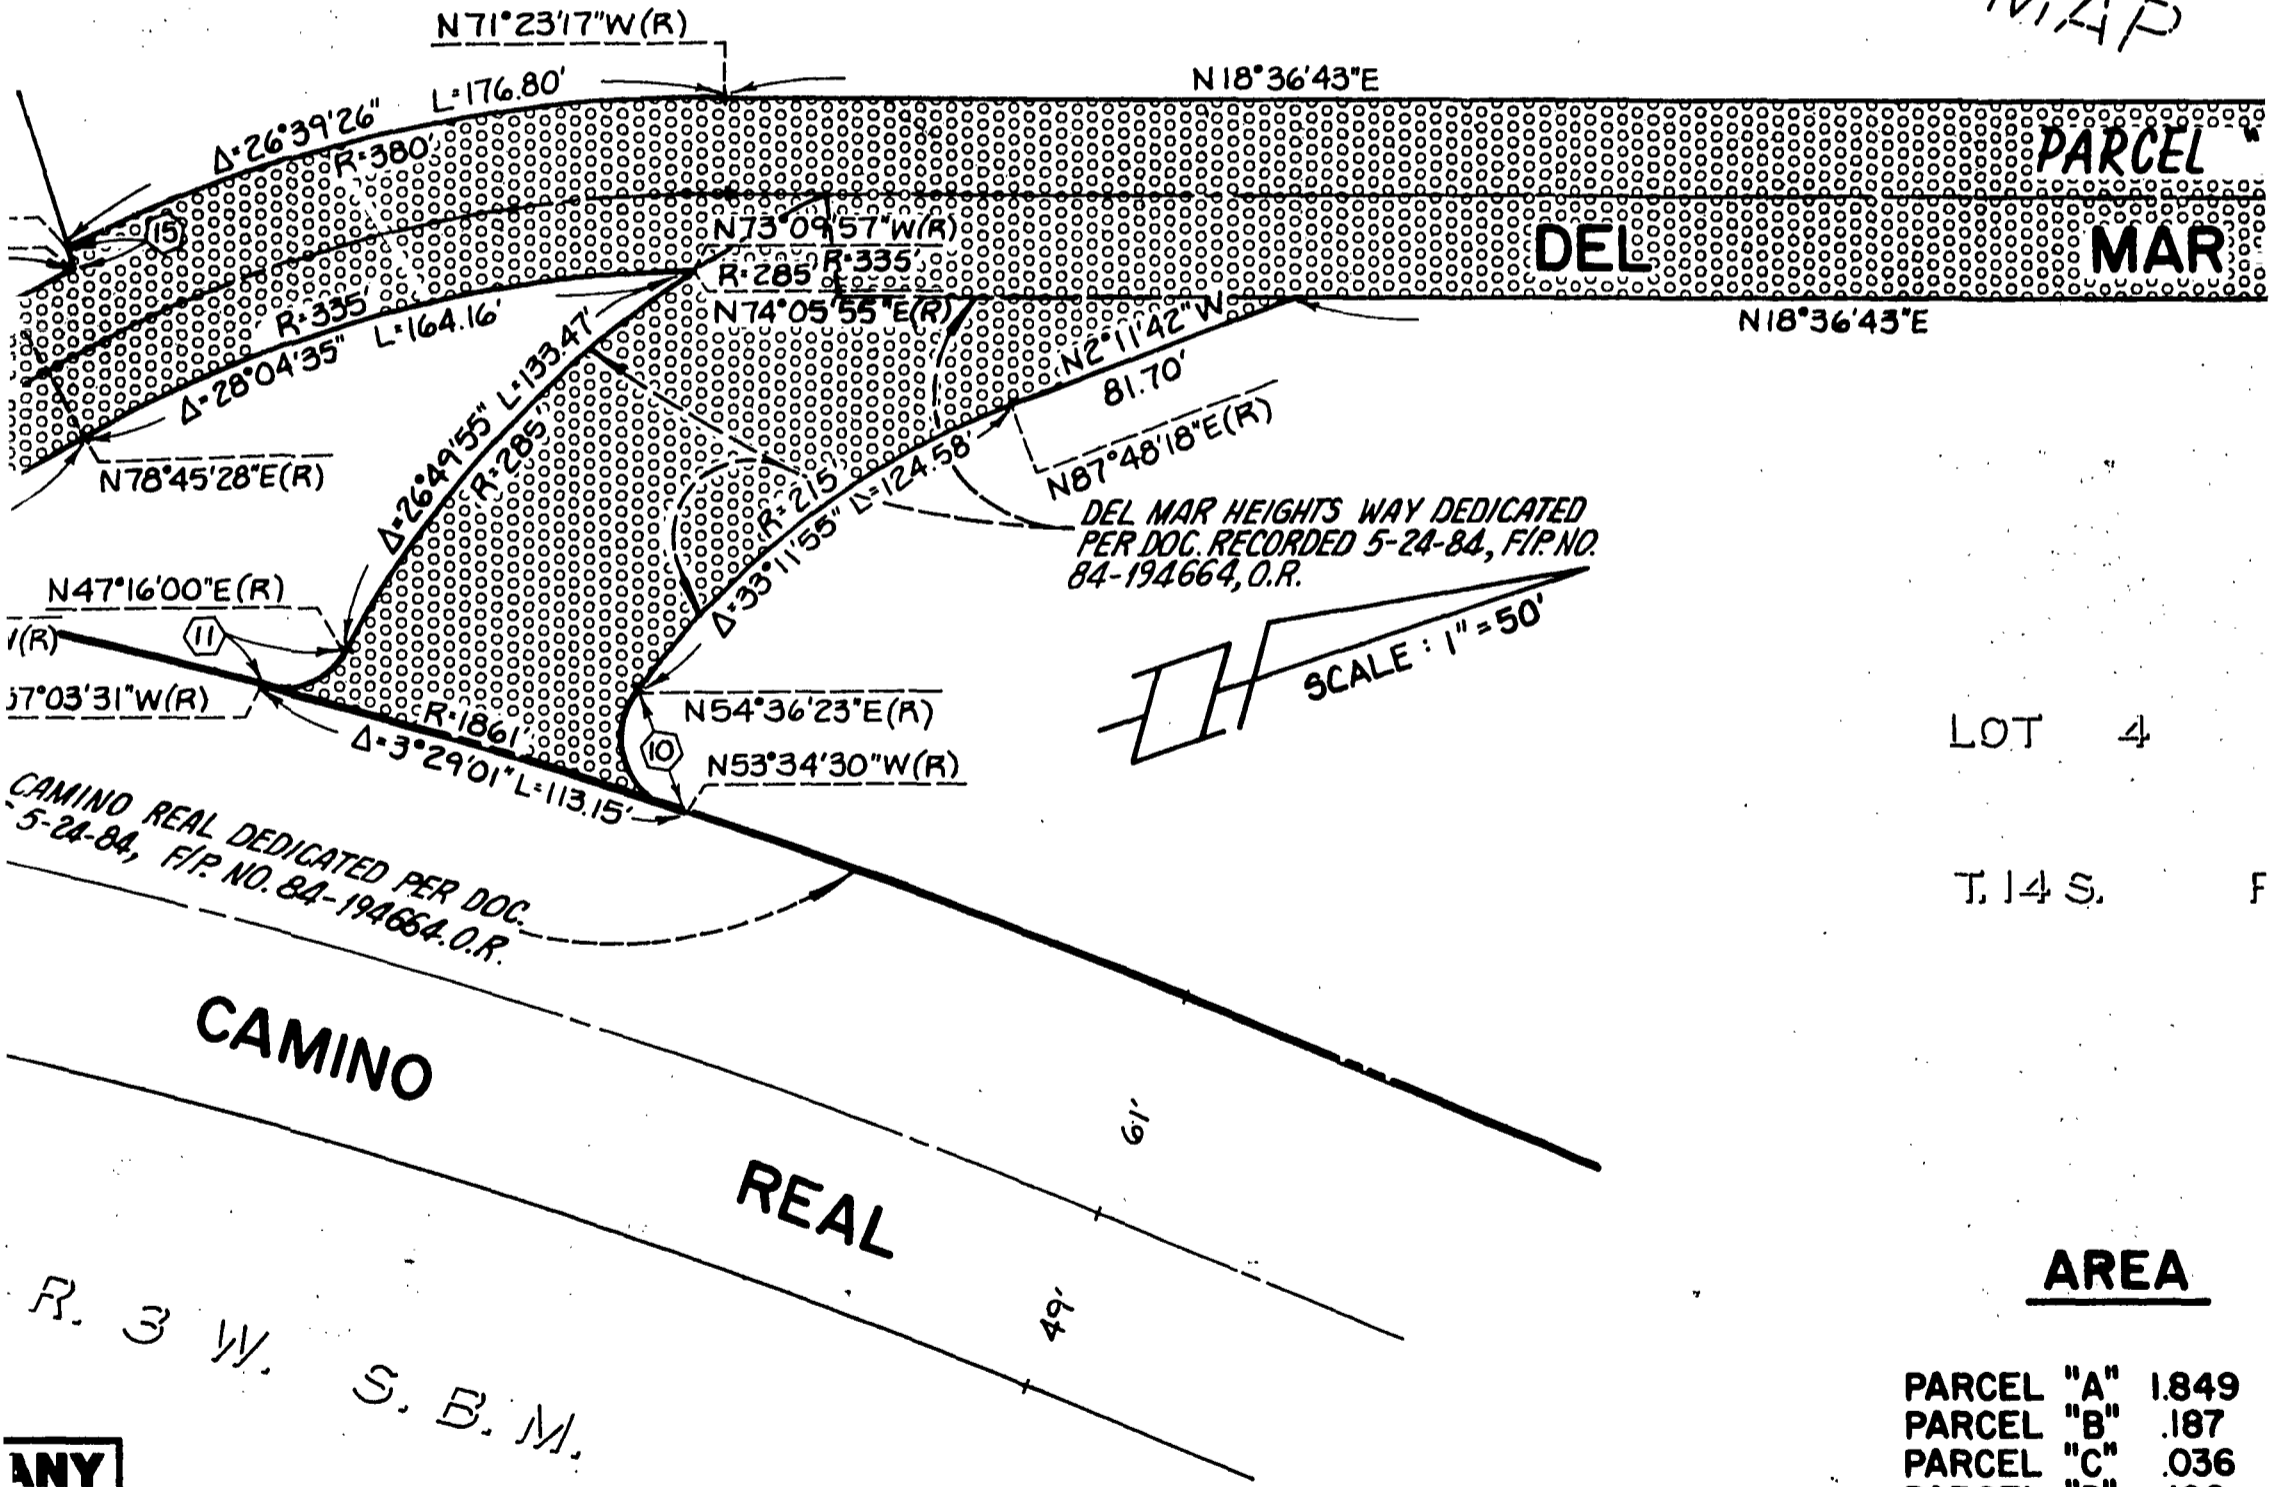 MAP
N71°23'17"W(R)
N18°36'43"E
L=176.80'
Δ=26°39'26"
R=380'
PARCEL "
15
N73°09'57"W(R)
R=285'
R=335'
N74°05'55"E(R)
DEL MAR
N18°36'43"E
R=335'
L=164.16'
Δ=28°04'35"
N78°45'28"E(R)
Δ=26°49'55" L=133.47'
R=285'
N2°11'42"W
81.70'
N87°48'18"E(R)
R=215'
Δ=33°11'55" L=124.58'
DEL MAR HEIGHTS WAY DEDICATED
PER DOC. RECORDED 5-24-84, F/P. NO.
84-194664, O.R.
SCALE : 1" = 50'
N47°16'00"E(R)
11
(R)
57°03'31"W(R)
N54°36'23"E(R)
10
N53°34'30"W(R)
R=1861'
Δ=3°29'01" L=113.15'
CAMINO REAL DEDICATED PER DOC.
5-24-84, F/P. NO. 84-194664.O.R.
LOT 4
T. 14 S.
CAMINO REAL
61'
49'
R. 3 W. S. B. M.
AREA
PARCEL "A" 1.849
PARCEL "B" .187
PARCEL "C" .036
ANY